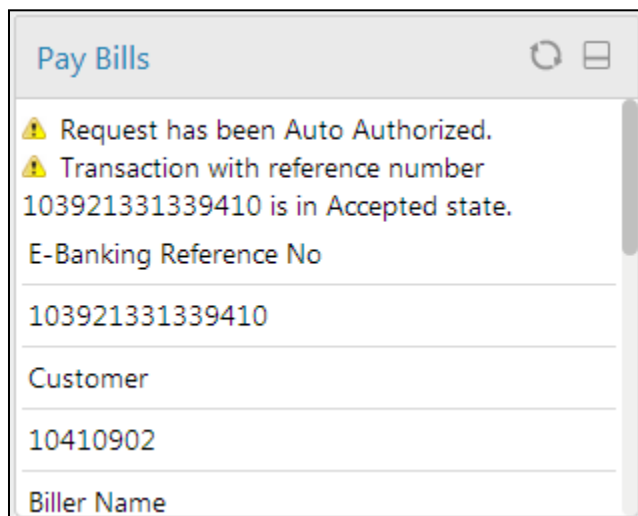 Pay Bills
Request has been Auto Authorized.
Transaction with reference number
103921331339410 is in Accepted state.
E-Banking Reference No
103921331339410
Customer
10410902
Biller Name